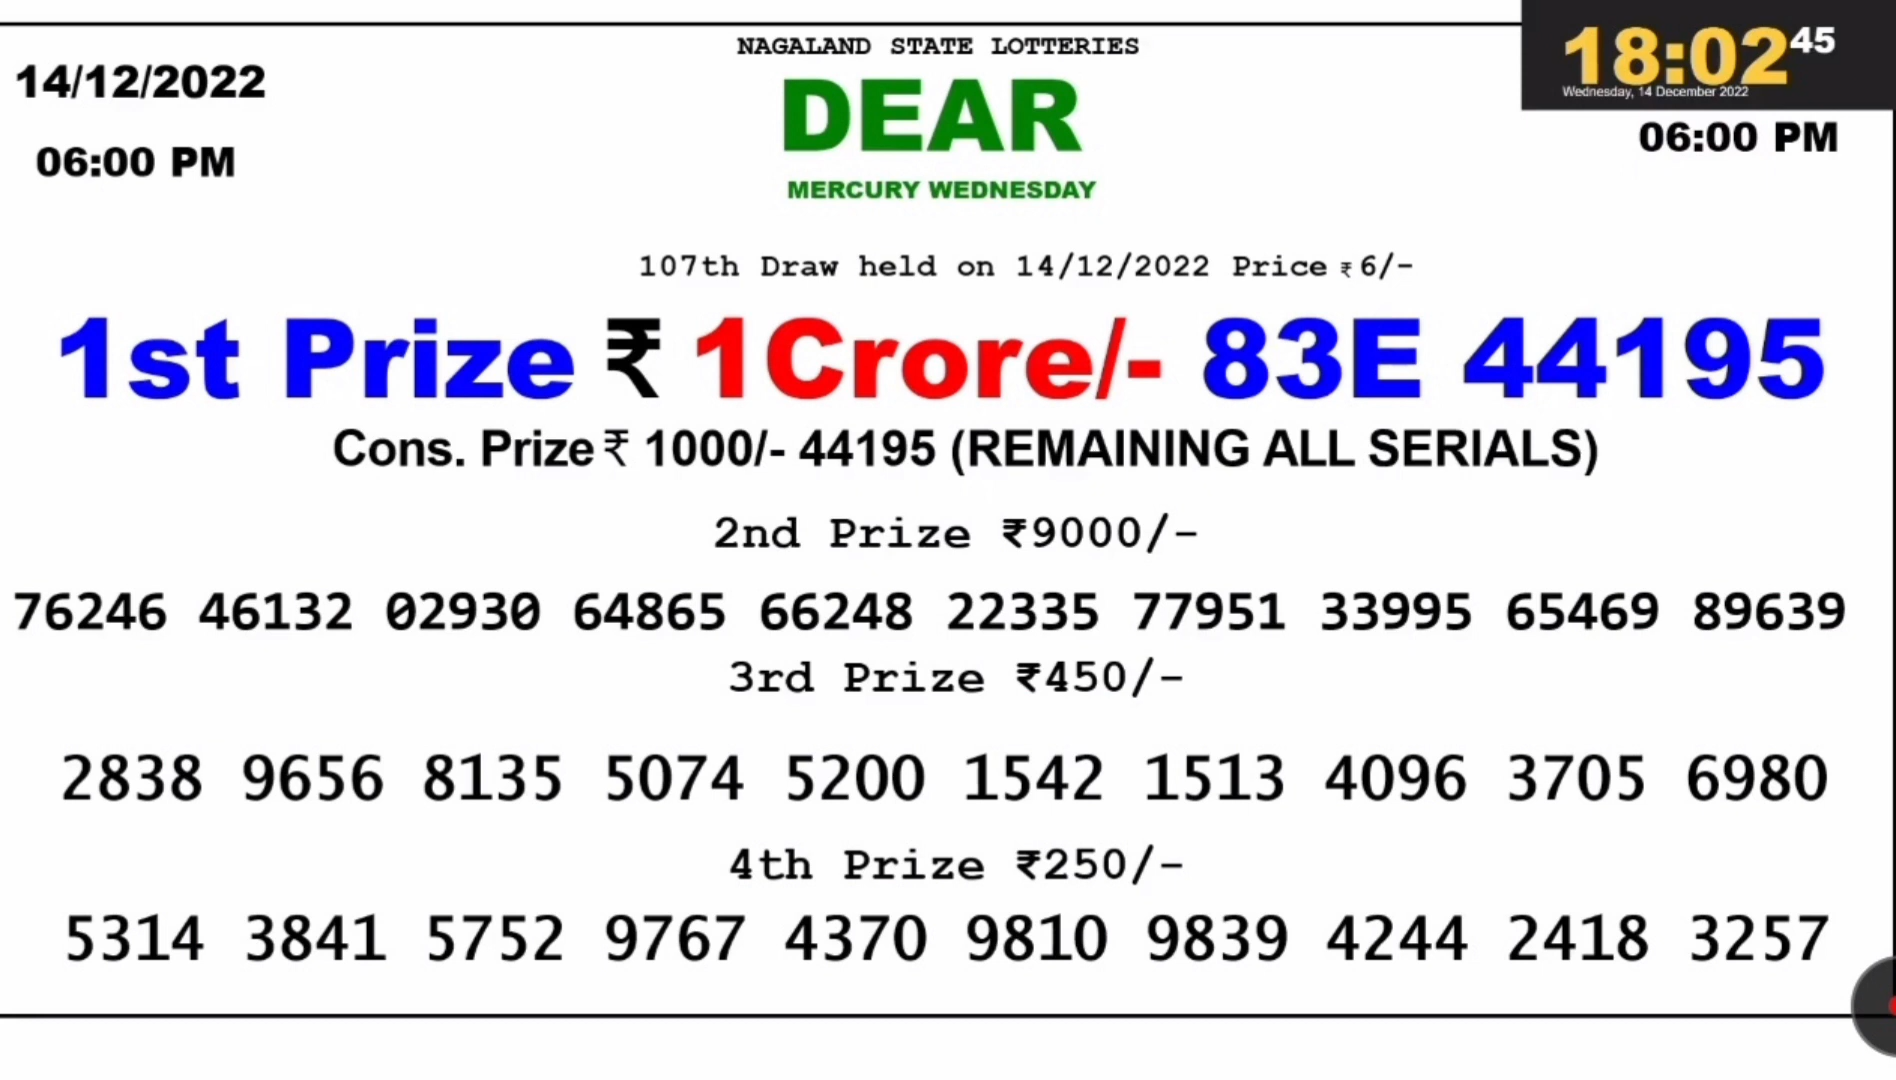 NAGALAND STATE LOTTERIES
18:02 45
Wednesday, 14 December 2022
14/12/2022
DEAR
06:00 PM
06:00 PM
MERCURY WEDNESDAY
107th Draw held on 14/12/2022 Price ₹ 6/-
1st Prize ₹ 1Crore/- 83E 44195
Cons. Prize ₹ 1000/- 44195 (REMAINING ALL SERIALS)
2nd Prize ₹9000/-
76246 46132 02930 64865 66248 22335 77951 33995 65469 89639
3rd Prize ₹450/-
2838 9656 8135 5074 5200 1542 1513 4096 3705 6980
4th Prize ₹250/-
5314 3841 5752 9767 4370 9810 9839 4244 2418 3257